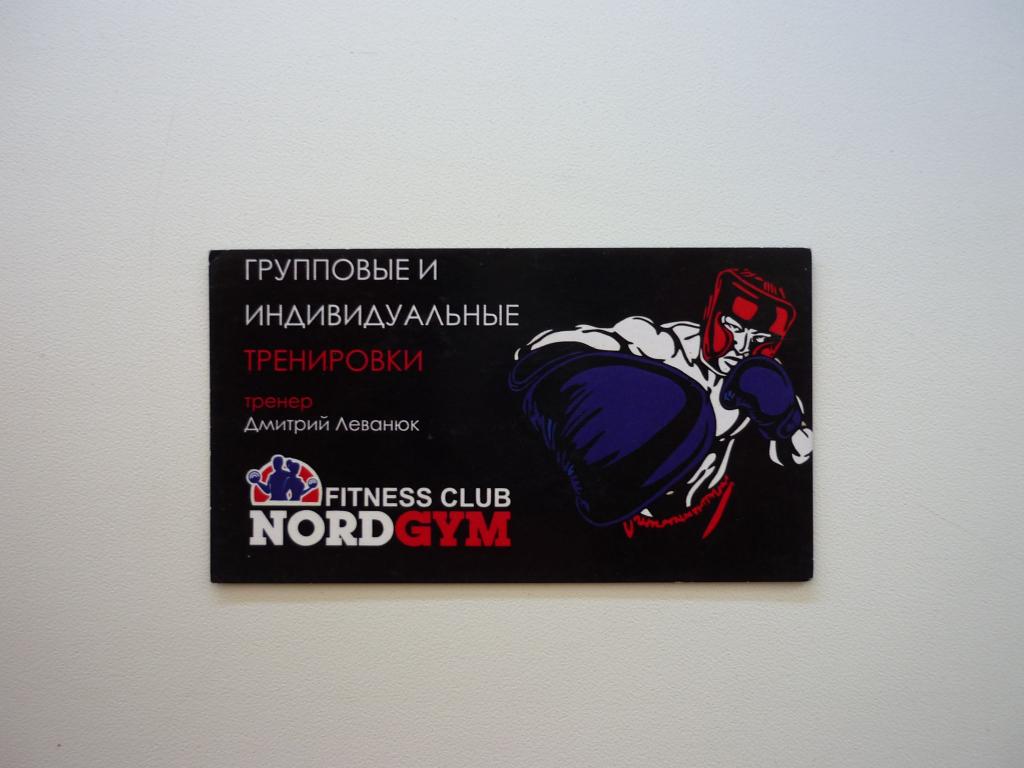 ГРУППОВЫЕ И
ИНДИВИДУАЛЬНЫЕ
ТРЕНИРОВКИ
тренер
Дмитрий Леванюк
FITNESS CLUB
NORDGYM